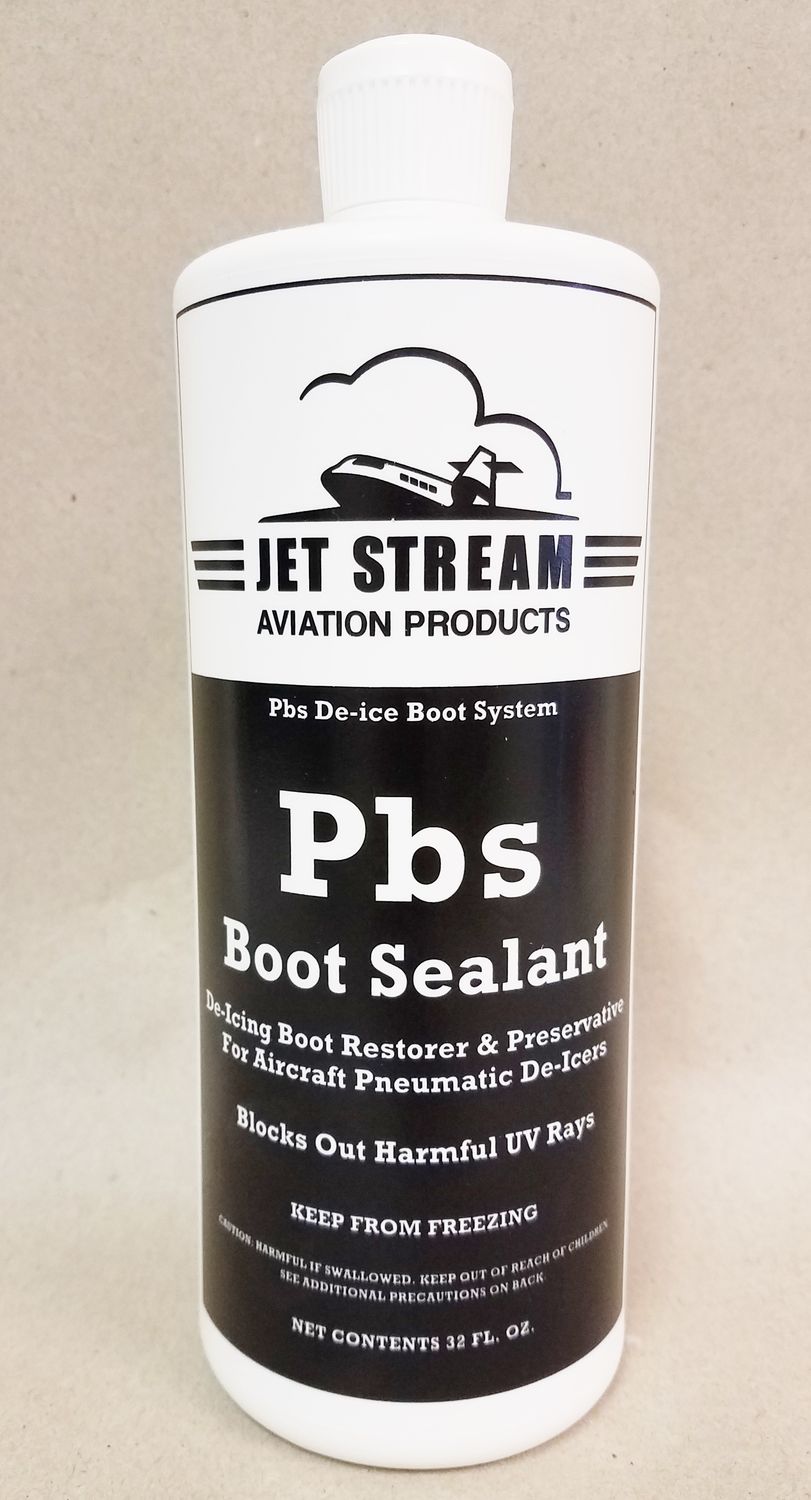 JET STREAM
AVIATION PRODUCTS
Pbs De-ice Boot System
Pbs
Boot Sealant
De-Icing Boot Restorer & Preservative
For Aircraft Pneumatic De-Icers
Blocks Out Harmful UV Rays
KEEP FROM FREEZING
CAUTION: HARMFUL IF SWALLOWED. KEEP OUT OF REACH OF CHILDREN
SEE ADDITIONAL PRECAUTIONS ON BACK
NET CONTENTS 32 FL. OZ.